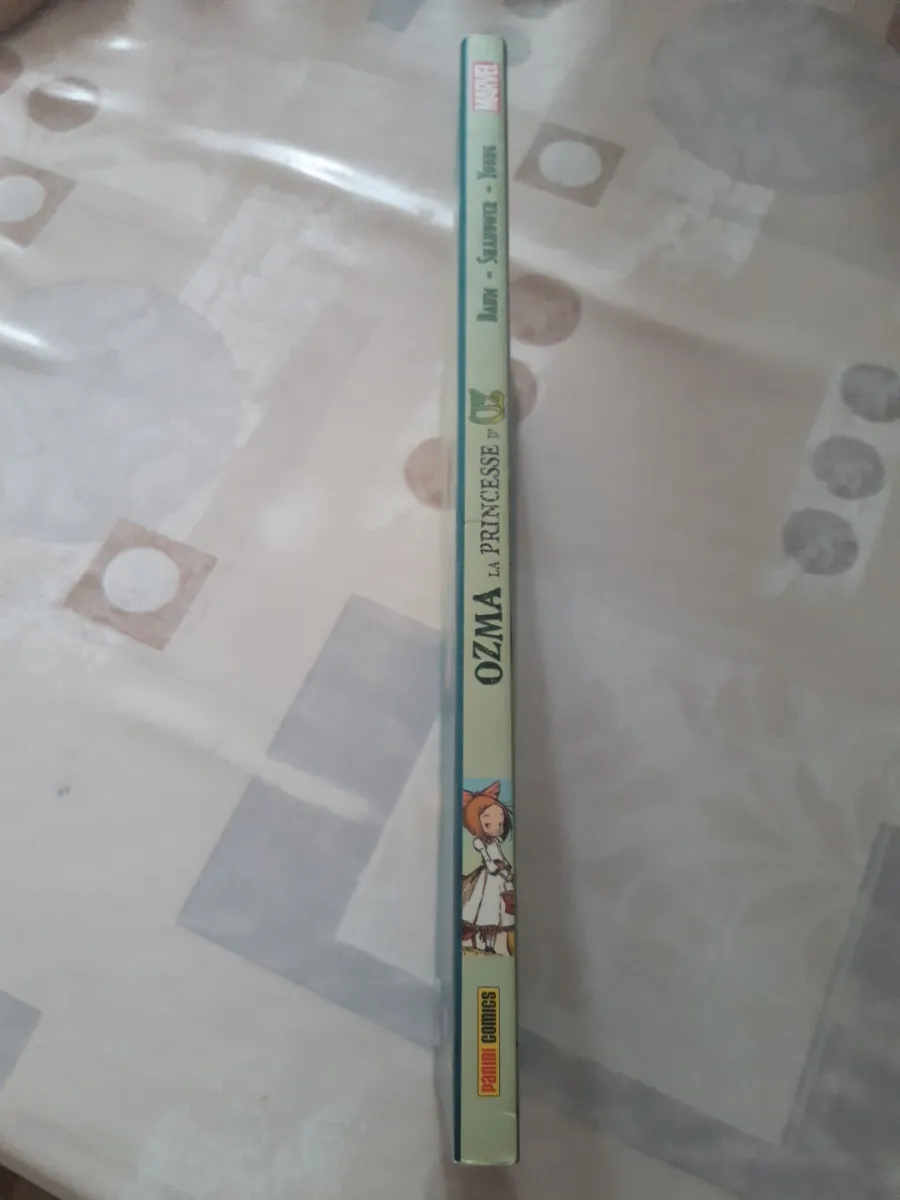 PANINI COMICS
OZMA LA PRINCESSE D'OZ
BAUM - SHANOWER - YOUNG
MARVEL